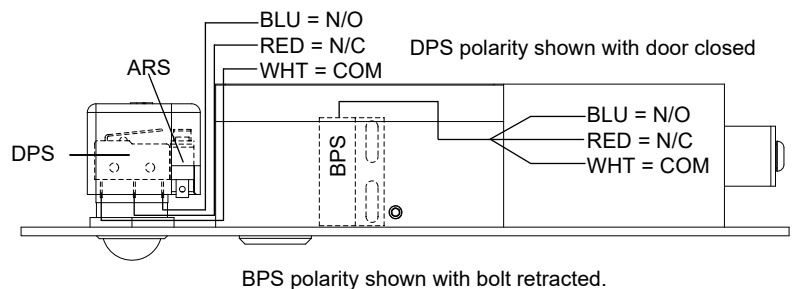 BLU = N/O
RED = N/C
WHT = COM
DPS polarity shown with door closed
ARS
DPS
BPS
BLU = N/O
RED = N/C
WHT = COM
BPS polarity shown with bolt retracted.